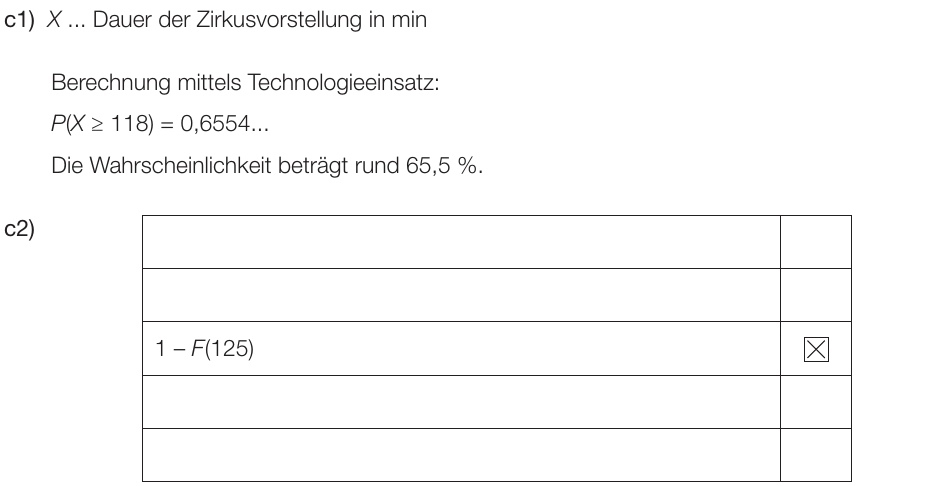 c1) X ... Dauer der Zirkusvorstellung in min
Berechnung mittels Technologieeinsatz:
P(X ≥ 118) = 0,6554...
Die Wahrscheinlichkeit beträgt rund 65,5 %.
c2)
1 – F(125) ☒